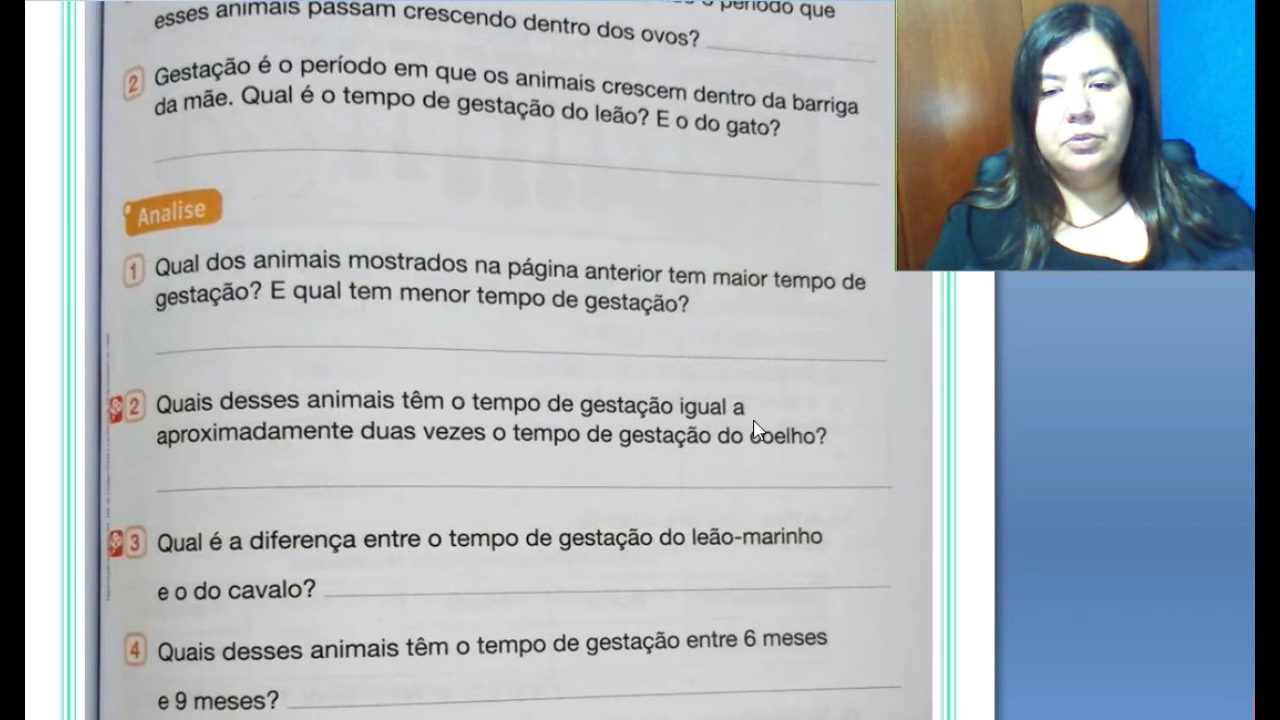 período que
esses animais passam crescendo dentro dos ovos?
2 Gestação é o período em que os animais crescem dentro da barriga
da mãe. Qual é o tempo de gestação do leão? E o do gato?
Analise
1 Qual dos animais mostrados na página anterior tem maior tempo de
gestação? E qual tem menor tempo de gestação?
2 Quais desses animais têm o tempo de gestação igual a
aproximadamente duas vezes o tempo de gestação do coelho?
3 Qual é a diferença entre o tempo de gestação do leão-marinho
e o do cavalo?
4 Quais desses animais têm o tempo de gestação entre 6 meses
e 9 meses?